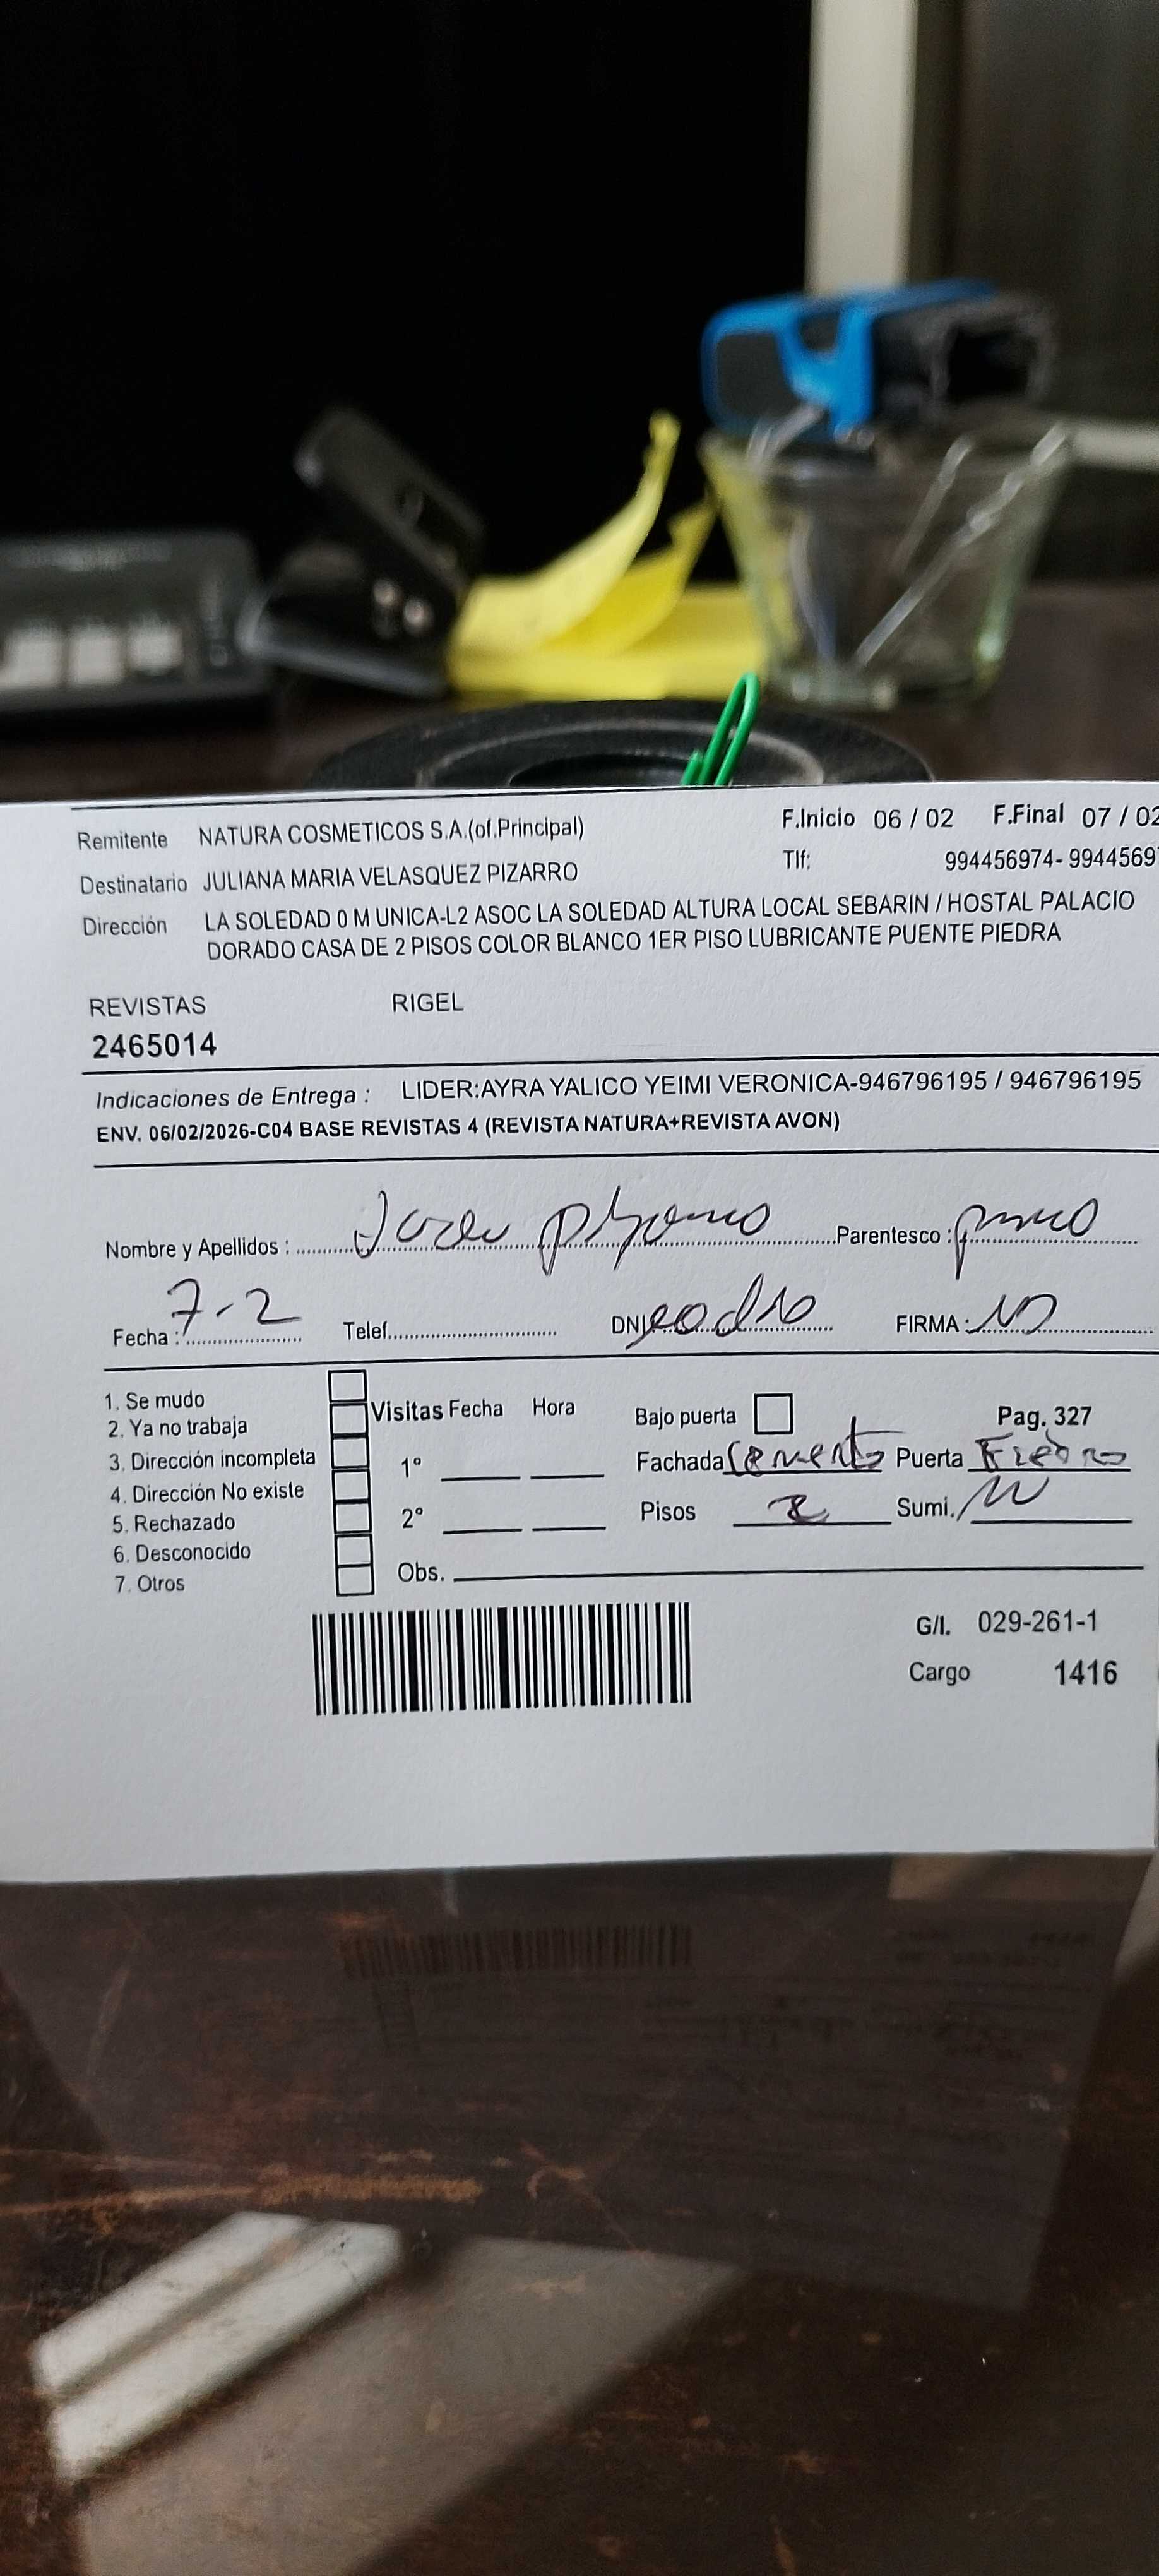 Remitente NATURA COSMETICOS S.A.(of.Principal) F.Inicio 06 / 02 F.Final 07 / 02
Destinatario JULIANA MARIA VELASQUEZ PIZARRO Tlf: 994456974- 9944569
Dirección LA SOLEDAD 0 M UNICA-L2 ASOC LA SOLEDAD ALTURA LOCAL SEBARIN / HOSTAL PALACIO
DORADO CASA DE 2 PISOS COLOR BLANCO 1ER PISO LUBRICANTE PUENTE PIEDRA
REVISTAS RIGEL
2465014
Indicaciones de Entrega : LIDER:AYRA YALICO YEIMI VERONICA-946796195 / 946796195
ENV. 06/02/2026-C04 BASE REVISTAS 4 (REVISTA NATURA+REVISTA AVON)
Nombre y Apellidos : Parentesco :
Fecha : 7-2 Telef. DNI FIRMA :
1. Se mudo
2. Ya no trabaja Visitas Fecha Hora Bajo puerta Pag. 327
3. Dirección incompleta 1° Fachada Cemento Puerta Fierro
4. Dirección No existe
5. Rechazado 2° Pisos 2 Sumi.
6. Desconocido
7. Otros Obs.
G/I. 029-261-1
Cargo 1416